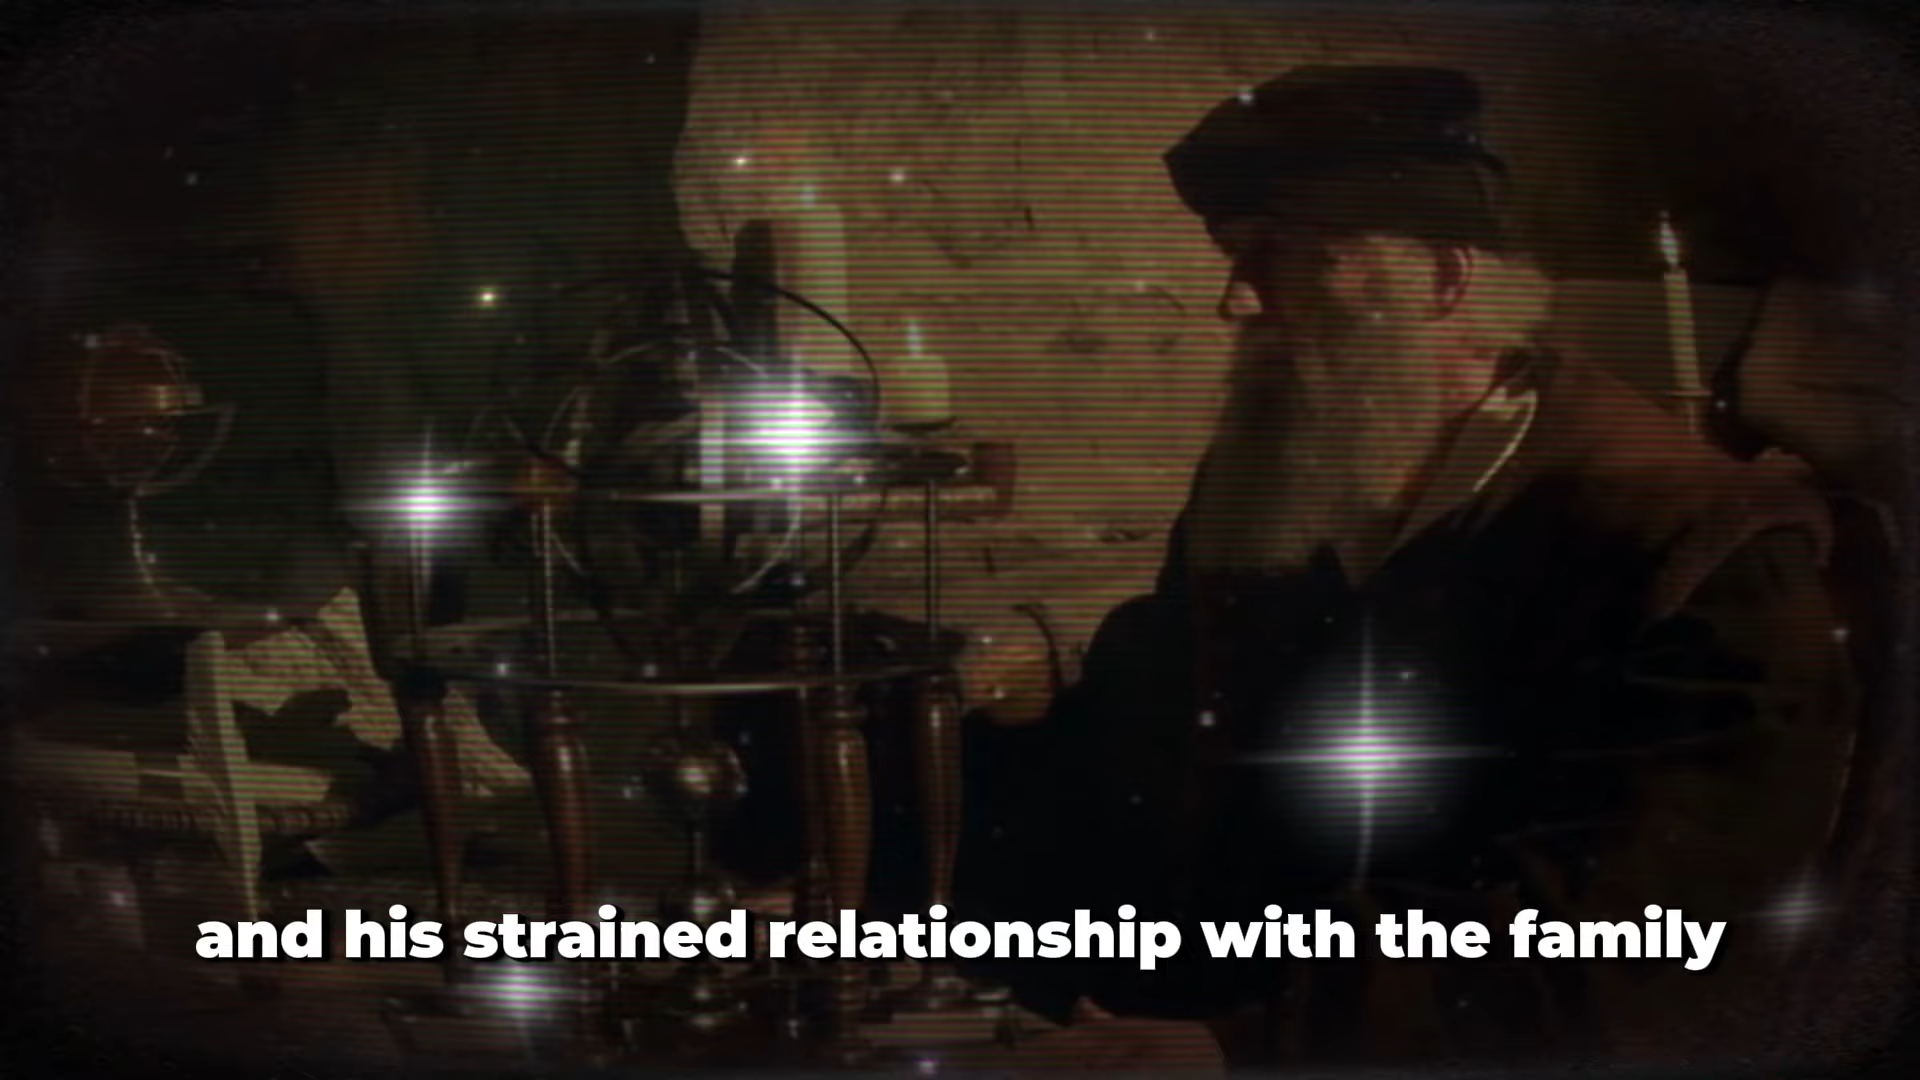 and his strained relationship with the family